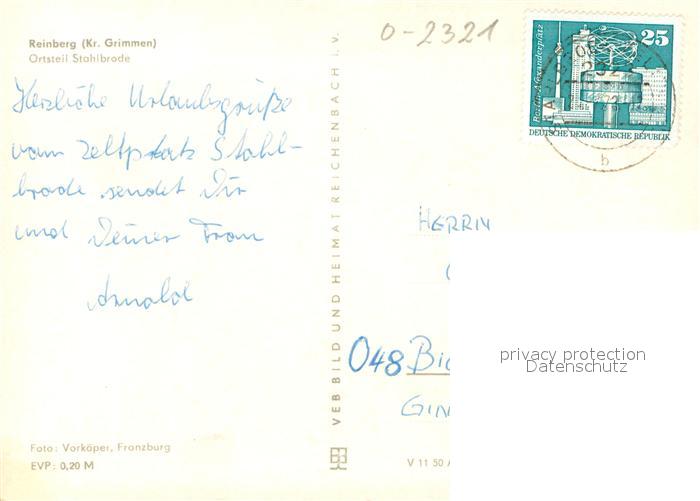 Reinberg (Kr. Grimmen)
Ortsteil Stahlbrode
Herzliche Urlaubsgrüße
vom Zeltplatz Stahl-
brode sendet Dir
und Deiner Frau
Arnold
Foto: Vorköper, Franzburg
EVP: 0,20 M
VEB BILD UND HEIMAT REICHENBACH i. V.
0-2321
25
Berlin-Alexanderplatz
DEUTSCHE DEMOKRATISCHE REPUBLIK
b
HERRN
048
GIN
V 11 50 A
privacy protection
Datenschutz